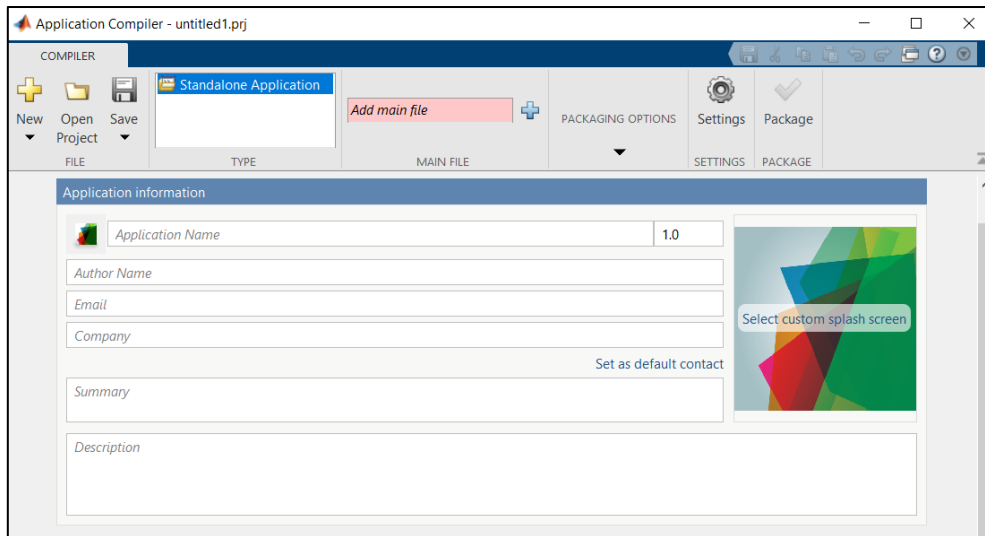 Application Compiler - untitled1.prj
COMPILER
New
Open Project
Save
FILE
Standalone Application
TYPE
Add main file
MAIN FILE
PACKAGING OPTIONS
Settings
SETTINGS
Package
PACKAGE
Application information
Application Name
1.0
Author Name
Email
Company
Set as default contact
Summary
Description
Select custom splash screen